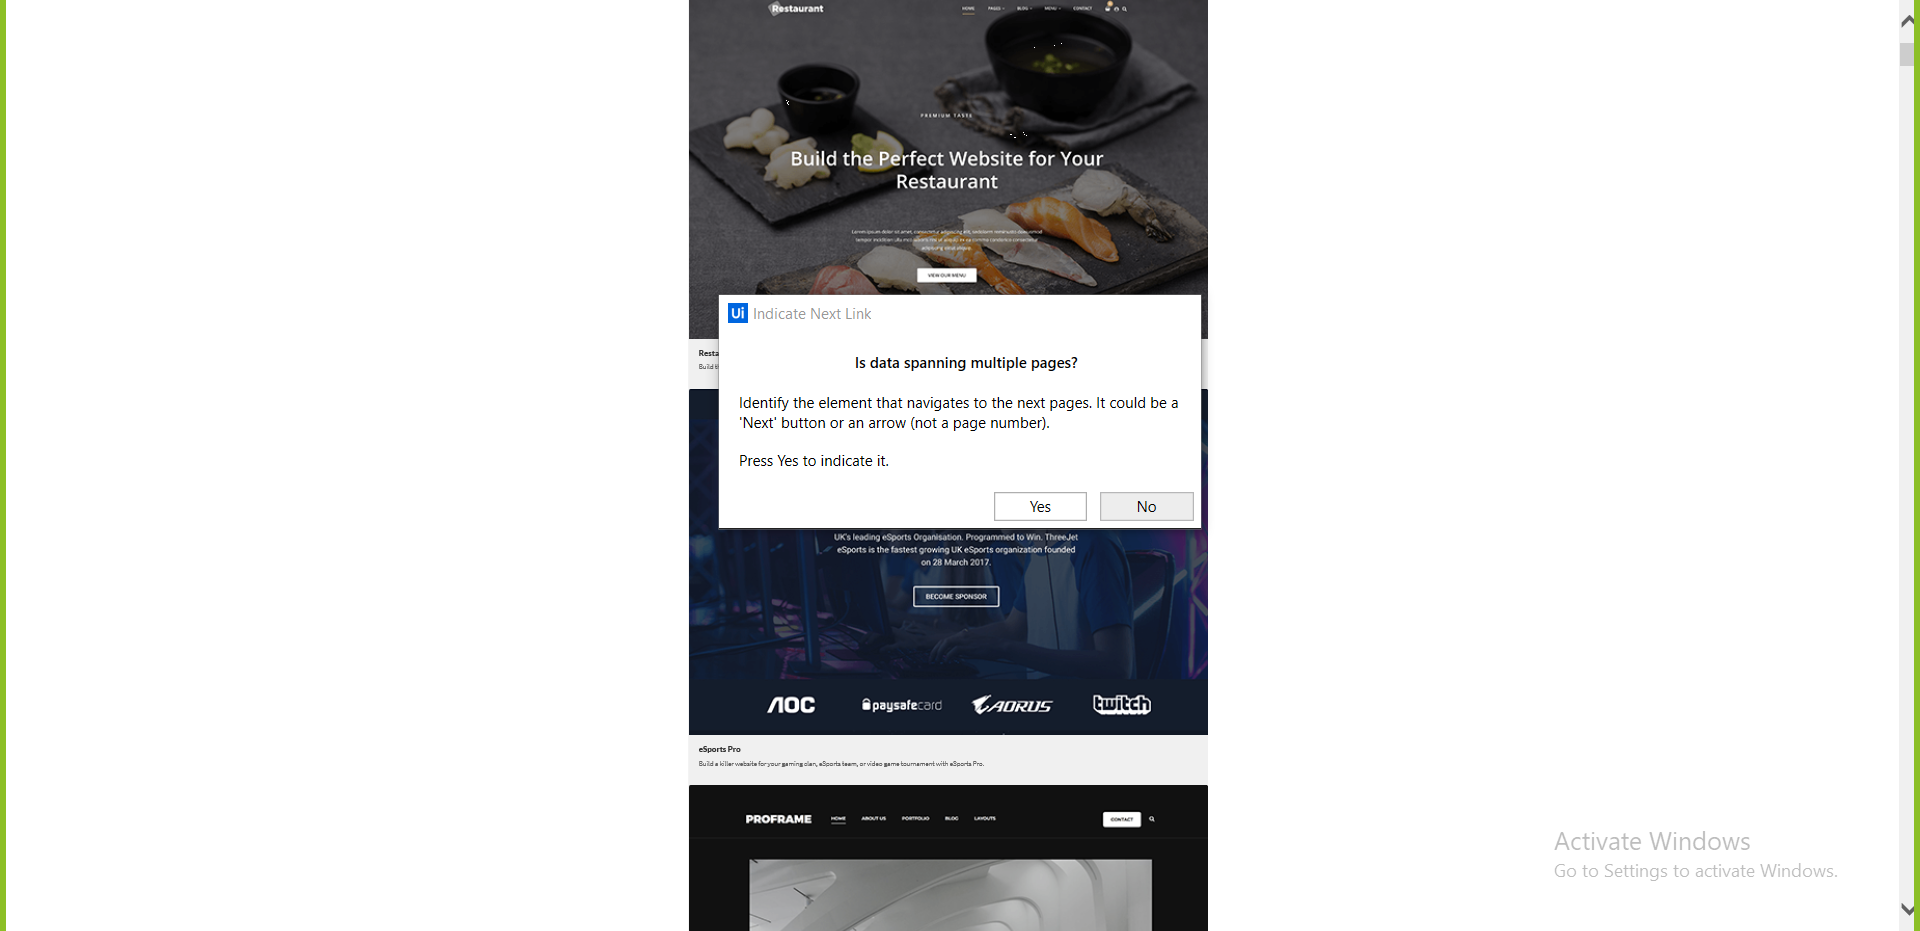 Restaurant
HOME PAGES BLOG MENU CONTACT
PREMIUM TASTE
Build the Perfect Website for Your
Restaurant
VIEW OUR MENU
Ui Indicate Next Link
Is data spanning multiple pages?
Identify the element that navigates to the next pages. It could be a
'Next' button or an arrow (not a page number).
Press Yes to indicate it.
Yes No
Resta
Build t
UK's leading eSports Organisation. Programmed to Win. ThreeJet
eSports is the fastest growing UK eSports organization founded
on 28 March 2017.
BECOME SPONSOR
AOC paysafecard AORUS twitch
eSports Pro
Build a killer website for your gaming clan, eSports team, or video game tournament with eSports Pro.
PROFRAME HOME ABOUT US PORTFOLIO BLOG LAYOUTS CONTACT
Activate Windows
Go to Settings to activate Windows.